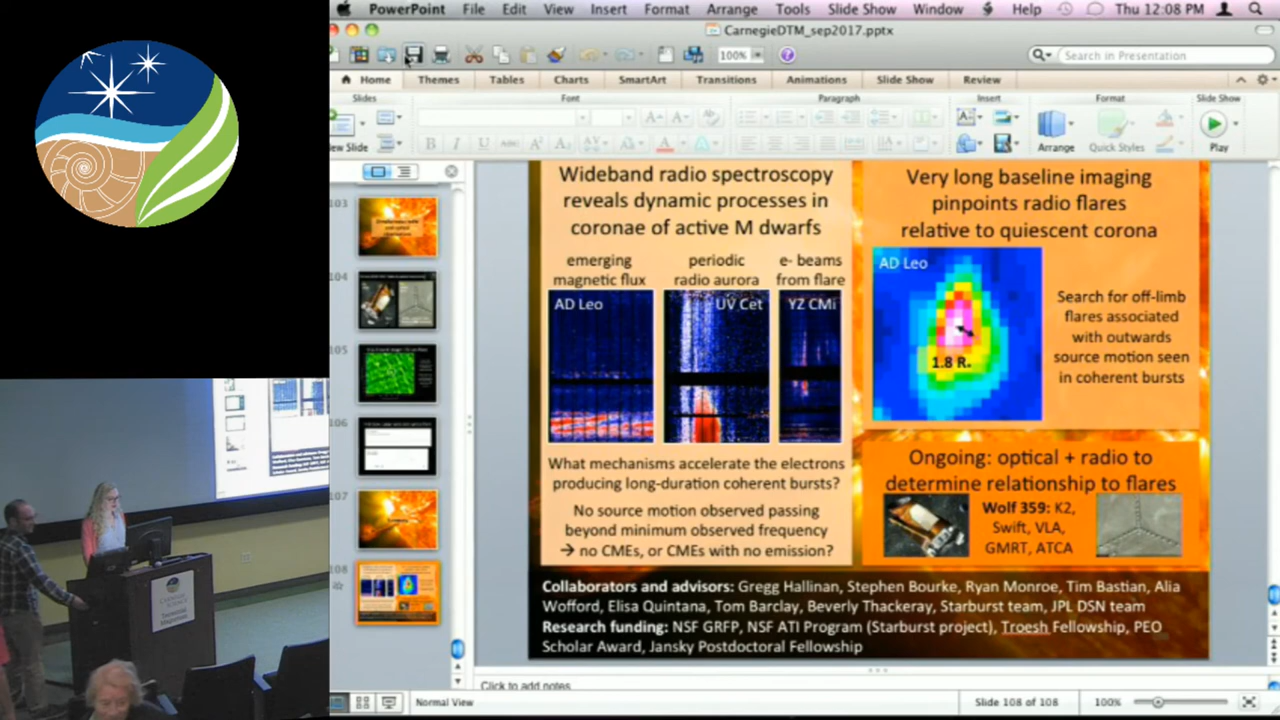 PowerPoint File Edit View Insert Format Arrange Tools Slide Show Window Help Thu 12:08 PM
CarnegieDTM_sep2017.pptx
100%
Search in Presentation
Home Themes Tables Charts SmartArt Transitions Animations Slide Show Review
Slides Font Paragraph Insert Format Slide Show
ew Slide
Arrange Quick Styles Play
103
104
105
106
107
108
Wideband radio spectroscopy
reveals dynamic processes in
coronae of active M dwarfs
emerging
magnetic flux
periodic
radio aurora
e- beams
from flare
AD Leo
UV Cet
YZ CMi
What mechanisms accelerate the electrons
producing long-duration coherent bursts?
No source motion observed passing
beyond minimum observed frequency
→ no CMEs, or CMEs with no emission?
Very long baseline imaging
pinpoints radio flares
relative to quiescent corona
AD Leo
1.8 R*
Search for off-limb
flares associated
with outwards
source motion seen
in coherent bursts
Ongoing: optical + radio to
determine relationship to flares
Wolf 359: K2,
Swift, VLA,
GMRT, ATCA
Collaborators and advisors: Gregg Hallinan, Stephen Bourke, Ryan Monroe, Tim Bastian, Alia
Wofford, Elisa Quintana, Tom Barclay, Beverly Thackeray, Starburst team, JPL DSN team
Research funding: NSF GRFP, NSF ATI Program (Starburst project), Troesh Fellowship, PEO
Scholar Award, Jansky Postdoctoral Fellowship
Click to add notes
Normal View
Slide 108 of 108
100%
CARNEGIE
SCIENCE